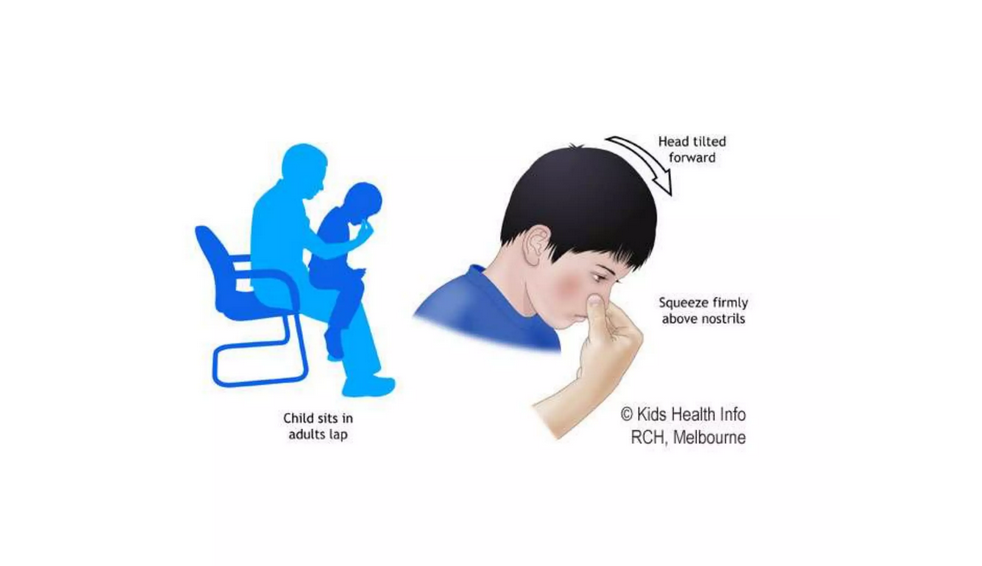 Head tilted
forward
Squeeze firmly
above nostrils
Child sits in
adults lap
© Kids Health Info
RCH, Melbourne